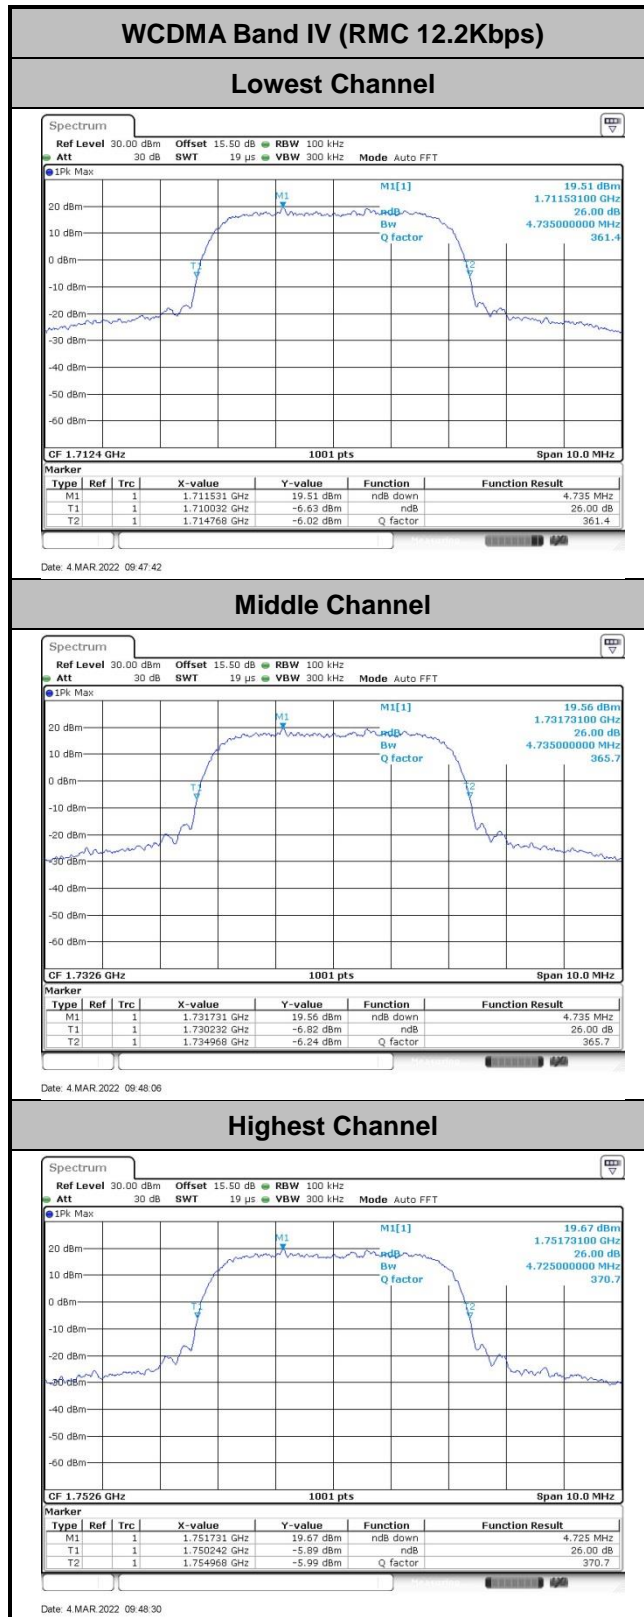 WCDMA Band IV (RMC 12.2Kbps)
Lowest Channel
Spectrum
Ref Level 30.00 dBm Offset 15.50 dB RBW 100 kHz
Att 30 dB SWT 19 µs VBW 300 kHz Mode Auto FFT
1Pk Max
M1[1] 19.51 dBm
1.71153100 GHz
ndB 26.00 dB
Bw 4.735000000 MHz
Q factor 361.4
M1
20 dBm
10 dBm
0 dBm
T1 T2
-10 dBm
-20 dBm
-30 dBm
-40 dBm
-50 dBm
-60 dBm
CF 1.7124 GHz 1001 pts Span 10.0 MHz
Marker
Type Ref Trc X-value Y-value Function Function Result
M1 1 1.711531 GHz 19.51 dBm ndB down 4.735 MHz
T1 1 1.710032 GHz -6.63 dBm ndB 26.00 dB
T2 1 1.714768 GHz -6.02 dBm Q factor 361.4
Date: 4.MAR.2022 09:47:42
Middle Channel
Spectrum
Ref Level 30.00 dBm Offset 15.50 dB RBW 100 kHz
Att 30 dB SWT 19 µs VBW 300 kHz Mode Auto FFT
1Pk Max
M1[1] 19.56 dBm
1.73173100 GHz
ndB 26.00 dB
Bw 4.735000000 MHz
Q factor 365.7
M1
20 dBm
10 dBm
0 dBm
T1 T2
-10 dBm
-20 dBm
-30 dBm
-40 dBm
-50 dBm
-60 dBm
CF 1.7326 GHz 1001 pts Span 10.0 MHz
Marker
Type Ref Trc X-value Y-value Function Function Result
M1 1 1.731731 GHz 19.56 dBm ndB down 4.735 MHz
T1 1 1.730232 GHz -6.82 dBm ndB 26.00 dB
T2 1 1.734968 GHz -6.24 dBm Q factor 365.7
Date: 4.MAR.2022 09:48:06
Highest Channel
Spectrum
Ref Level 30.00 dBm Offset 15.50 dB RBW 100 kHz
Att 30 dB SWT 19 µs VBW 300 kHz Mode Auto FFT
1Pk Max
M1[1] 19.67 dBm
1.75173100 GHz
ndB 26.00 dB
Bw 4.725000000 MHz
Q factor 370.7
M1
20 dBm
10 dBm
0 dBm
T1 T2
-10 dBm
-20 dBm
-30 dBm
-40 dBm
-50 dBm
-60 dBm
CF 1.7526 GHz 1001 pts Span 10.0 MHz
Marker
Type Ref Trc X-value Y-value Function Function Result
M1 1 1.751731 GHz 19.67 dBm ndB down 4.725 MHz
T1 1 1.750242 GHz -5.89 dBm ndB 26.00 dB
T2 1 1.754968 GHz -5.99 dBm Q factor 370.7
Date: 4.MAR.2022 09:48:30